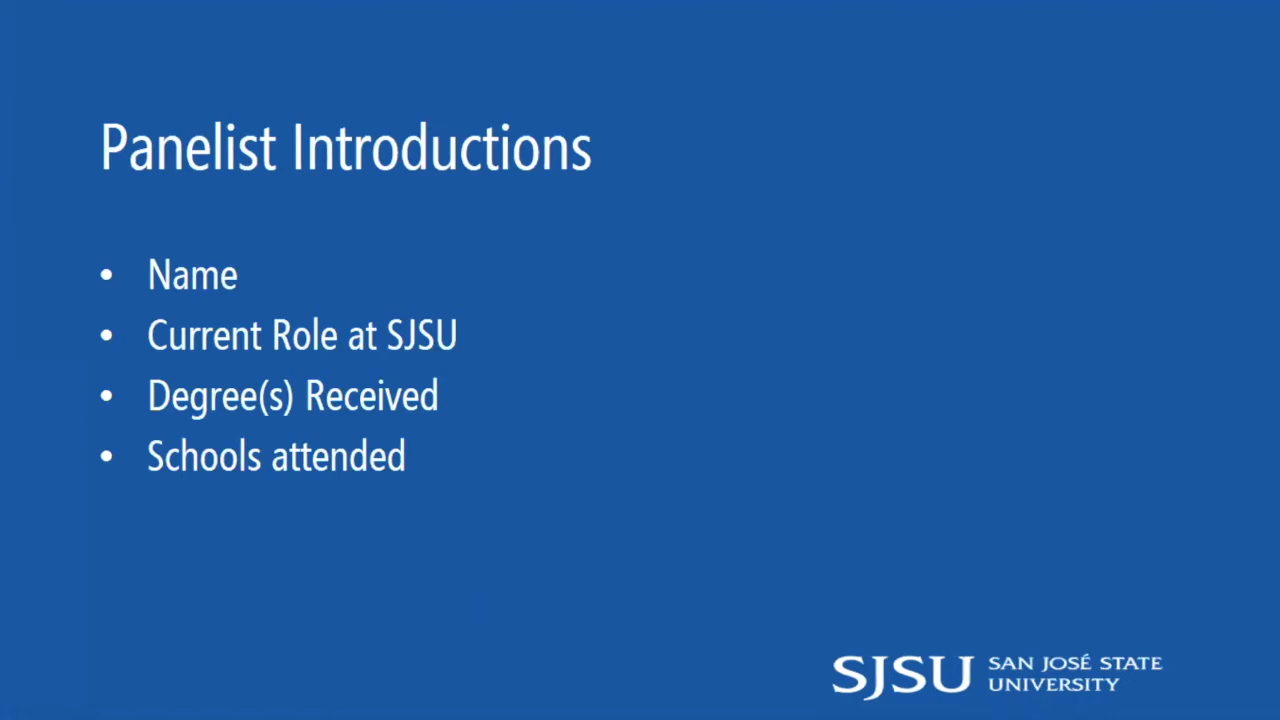 Panelist Introductions
• Name
• Current Role at SJSU
• Degree(s) Received
• Schools attended
SJSU SAN JOSÉ STATE
UNIVERSITY